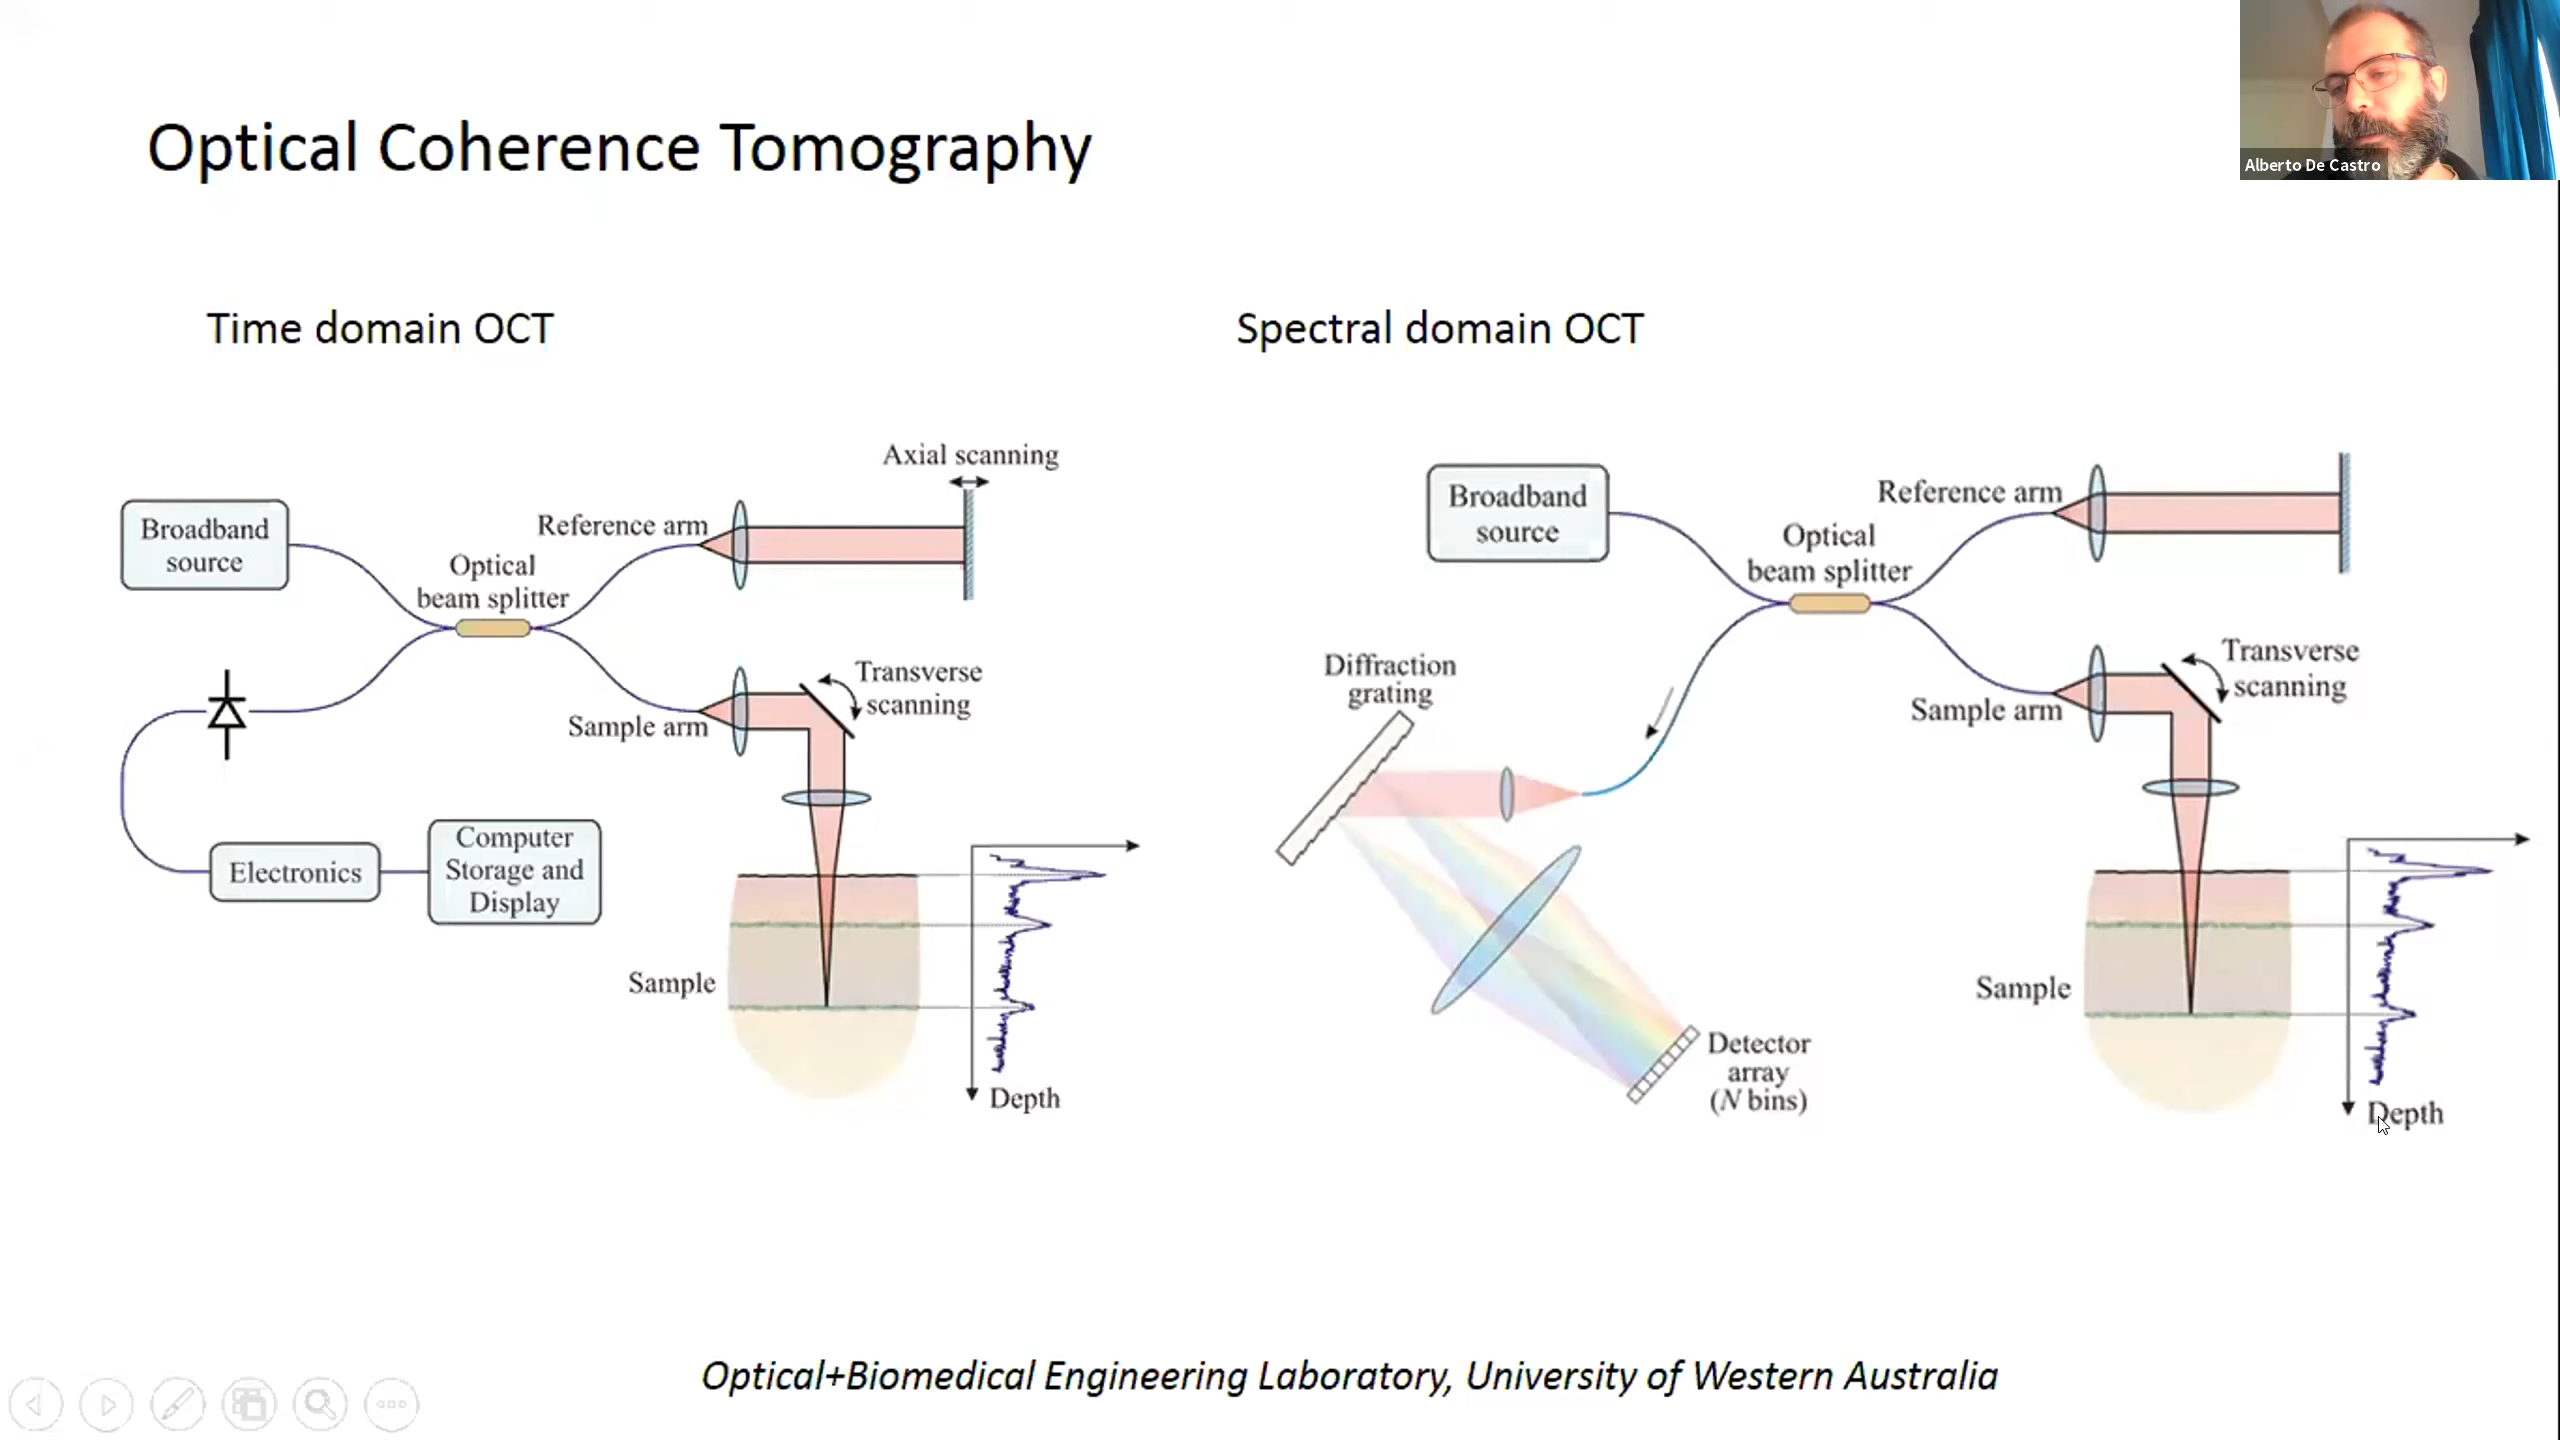 Alberto De Castro
Optical Coherence Tomography
Time domain OCT
Axial scanning
Broadband
source
Reference arm
Optical
beam splitter
Transverse
scanning
Sample arm
Electronics
Computer
Storage and
Display
Sample
Depth
Spectral domain OCT
Broadband
source
Reference arm
Optical
beam splitter
Diffraction
grating
Transverse
scanning
Sample arm
Sample
Detector
array
(N bins)
Depth
Optical+Biomedical Engineering Laboratory, University of Western Australia